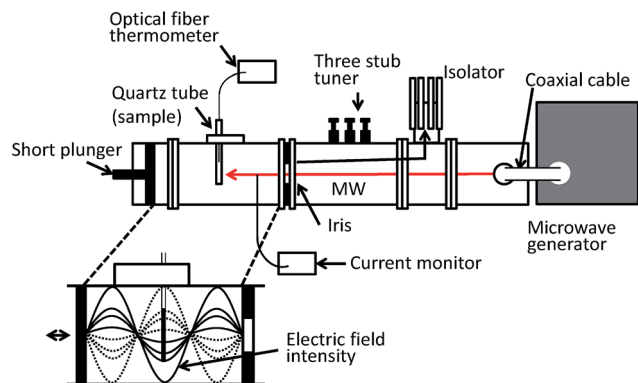 Optical fiber
thermometer
Three stub
tuner
Isolator
Coaxial cable
Quartz tube
(sample)
Short plunger
MW
Iris
Microwave
generator
Current monitor
Electric field
intensity